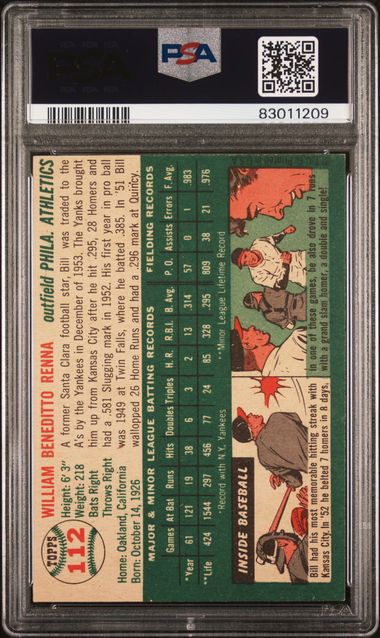 PSA
83011209
TOPPS
112
WILLIAM BENEDITTO RENNA
outfield PHILA. ATHLETICS
Height: 6' 3"
Weight: 218
Bats Right
Throws Right
Home: Oakland, California
Born: October 14, 1926
A former Santa Clara football star, Bill was traded to the
A's by the Yankees in December of 1953. The Yanks brought
him up from Kansas City after he hit .295, 28 Homers and
had a .581 Slugging mark in 1952. His first year in pro ball
was 1949 at Twin Falls, where he batted .385. In '51 Bill
walloped 26 Home Runs and had a .296 mark at Quincy.
MAJOR & MINOR LEAGUE BATTING RECORDS FIELDING RECORDS
Games At Bat Runs Hits Doubles Triples H. R. R.B.I. B. Avg. P. O. Assists Errors F. Avg.
*Year 61 121 19 38 6 3 2 13 .314 57 0 1 .983
**Life 424 1544 297 456 77 24 85 328 .295 809 38 21 .976
*Record with N.Y. Yankees **Minor League Lifetime Record
INSIDE BASEBALL
Bill had his most memorable hitting streak with
Kansas City. In '52 he belted 7 homers in 8 days.
In one of these games, he also drove in 7 runs
with a grand slam homer, a double and single!